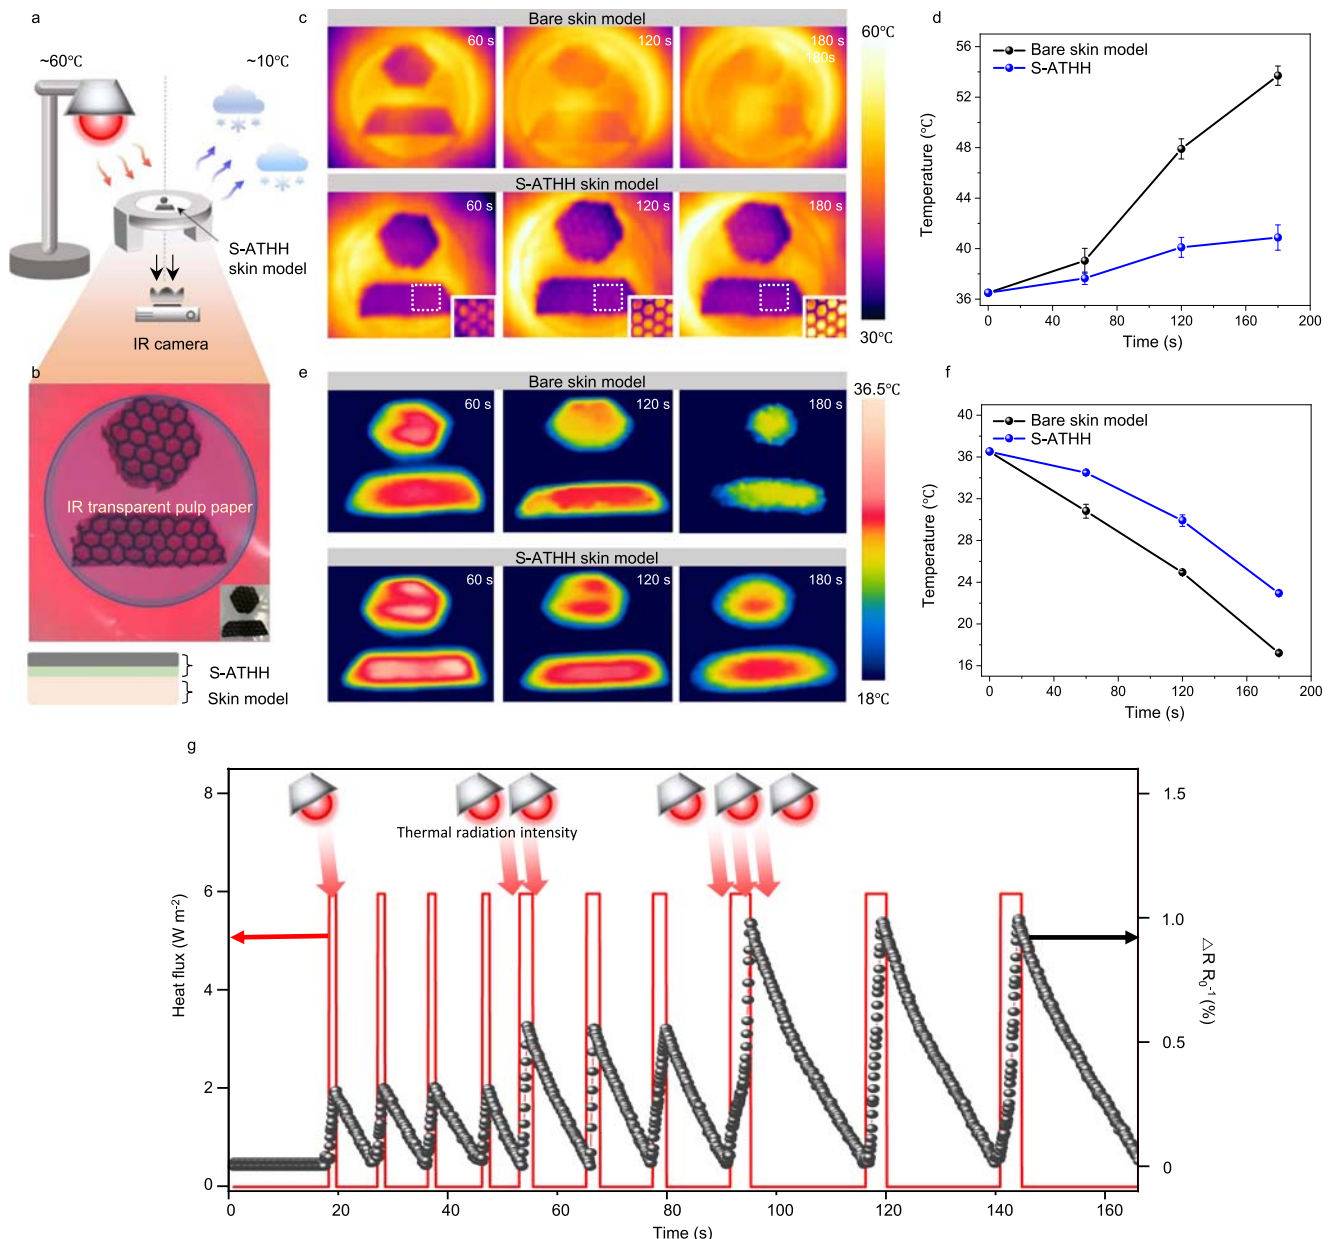 a
~60℃
~10℃
S-ATHH
skin model
IR camera
b
IR transparent pulp paper
S-ATHH
Skin model
c
Bare skin model
60 s
120 s
180 s
180s
S-ATHH skin model
60 s
120 s
180 s
60℃
30℃
d
Bare skin model
S-ATHH
Temperature (℃)
56
52
48
44
40
36
0 40 80 120 160 200
Time (s)
e
Bare skin model
60 s
120 s
180 s
S-ATHH skin model
60 s
120 s
180 s
36.5℃
18℃
f
Bare skin model
S-ATHH
Temperature (℃)
40
36
32
28
24
20
16
0 40 80 120 160 200
Time (s)
g
Thermal radiation intensity
Heat flux (W m-2)
8
6
4
2
0
1.5
1.0
0.5
0
△R R0-1 (%)
0 20 40 60 80 100 120 140 160
Time (s)